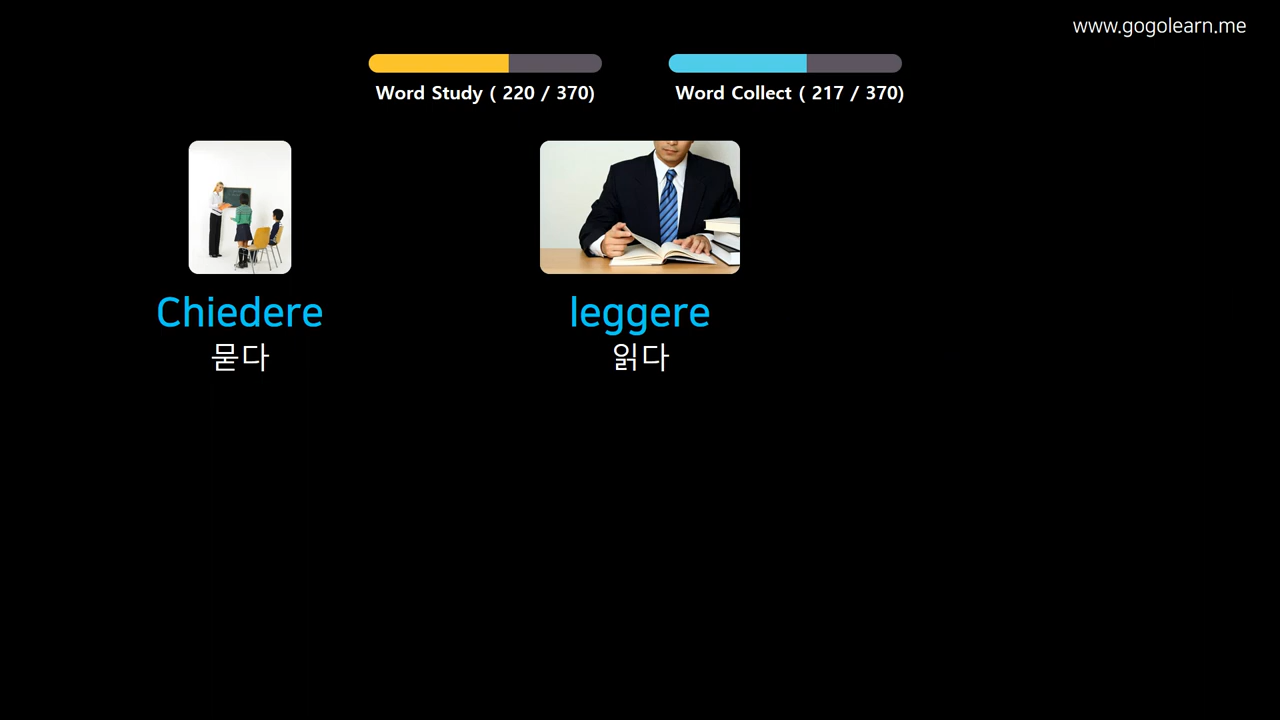 www.gogolearn.me
Word Study ( 220 / 370)
Word Collect ( 217 / 370)
Chiedere
묻다
leggere
읽다